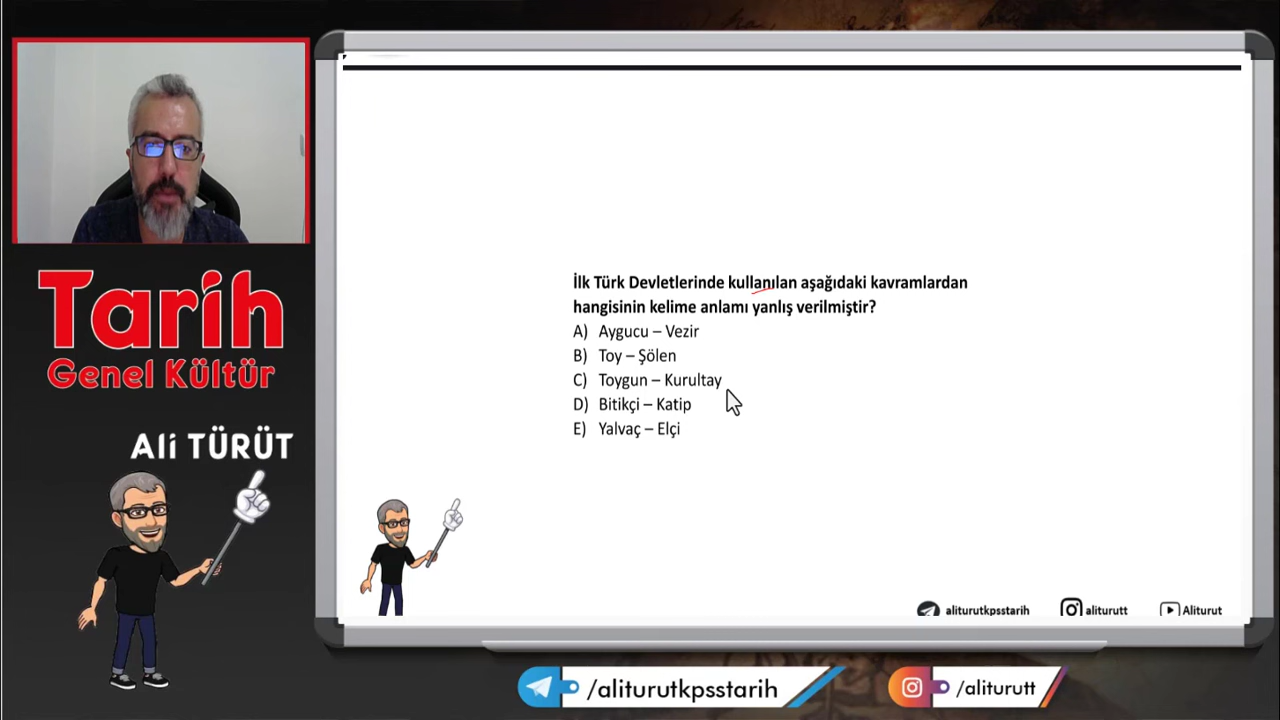 Tarih
Genel Kültür
Ali TÜRÜT
İlk Türk Devletlerinde kullanılan aşağıdaki kavramlardan
hangisinin kelime anlamı yanlış verilmiştir?
A) Aygucu – Vezir
B) Toy – Şölen
C) Toygun – Kurultay
D) Bitikçi – Katip
E) Yalvaç – Elçi
aliturutkpsstarih
aliturutt
Aliturut
/aliturutkpsstarih
/aliturutt